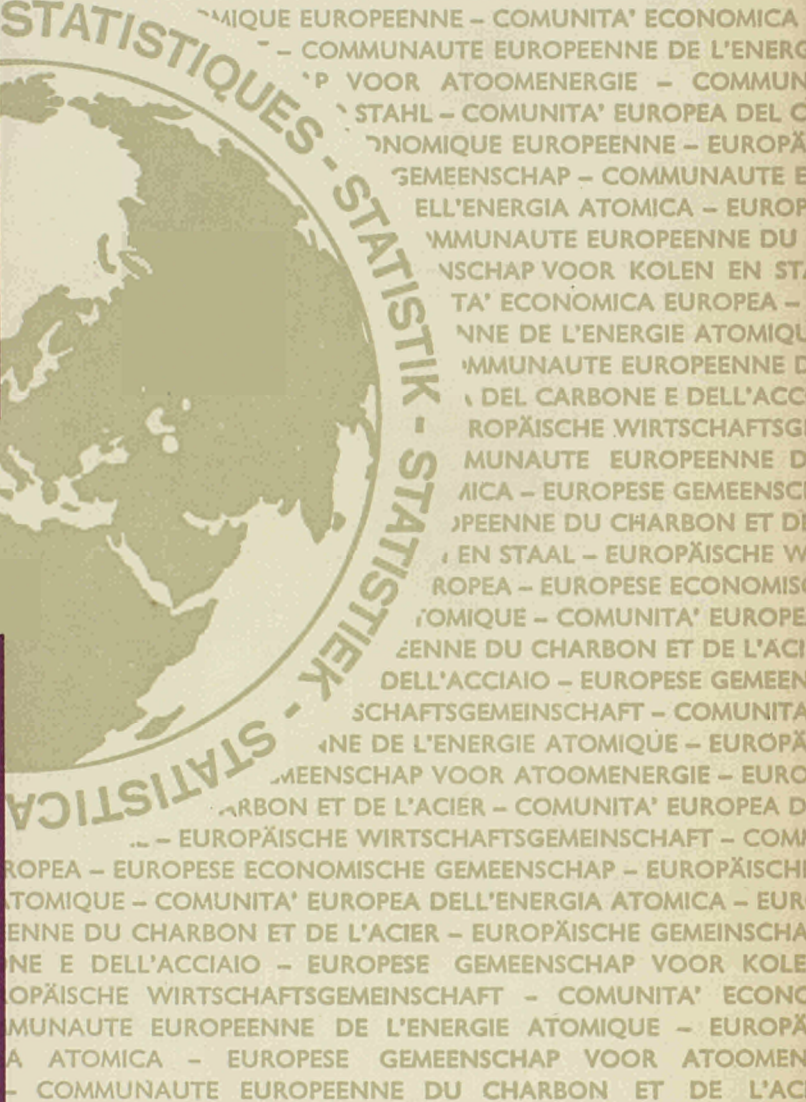 STATISTIQUES - STATISTIK - STATISTIEK - STATISTICA
MIQUE EUROPEENNE – COMUNITA' ECONOMICA
– COMMUNAUTE EUROPEENNE DE L'ENERG
P VOOR ATOOMENERGIE – COMMUN
STAHL – COMUNITA' EUROPEA DEL C
NOMIQUE EUROPEENNE – EUROPÄ
GEMEENSCHAP – COMMUNAUTE E
ELL'ENERGIA ATOMICA – EUROP
MMUNAUTE EUROPEENNE DU
NSCHAP VOOR KOLEN EN STA
TA' ECONOMICA EUROPEA –
NNE DE L'ENERGIE ATOMIQU
MMUNAUTE EUROPEENNE D
DEL CARBONE E DELL'ACC
ROPÄISCHE WIRTSCHAFTSG
MUNAUTE EUROPEENNE D
MICA – EUROPESE GEMEENSC
OPEENNE DU CHARBON ET D
EN STAAL – EUROPÄISCHE W
ROPEA – EUROPESE ECONOMIS
OMIQUE – COMUNITA' EUROPE
EENNE DU CHARBON ET DE L'ACI
DELL'ACCIAIO – EUROPESE GEMEEN
SCHAFTSGEMEINSCHAFT – COMUNITA
NE DE L'ENERGIE ATOMIQUE – EUROPÄ
MEENSCHAP VOOR ATOOMENERGIE – EURO
ARBON ET DE L'ACIER – COMUNITA' EUROPEA D
– EUROPÄISCHE WIRTSCHAFTSGEMEINSCHAFT – COM
ROPEA – EUROPESE ECONOMISCHE GEMEENSCHAP – EUROPÄISCH
TOMIQUE – COMUNITA' EUROPEA DELL'ENERGIA ATOMICA – EUR
ENNE DU CHARBON ET DE L'ACIER – EUROPÄISCHE GEMEINSCHA
NE E DELL'ACCIAIO – EUROPESE GEMEENSCHAP VOOR KOLE
OPÄISCHE WIRTSCHAFTSGEMEINSCHAFT – COMUNITA' ECONO
MUNAUTE EUROPEENNE DE L'ENERGIE ATOMIQUE – EUROPÄ
A ATOMICA – EUROPESE GEMEENSCHAP VOOR ATOOMEN
– COMMUNAUTE EUROPEENNE DU CHARBON ET DE L'AC